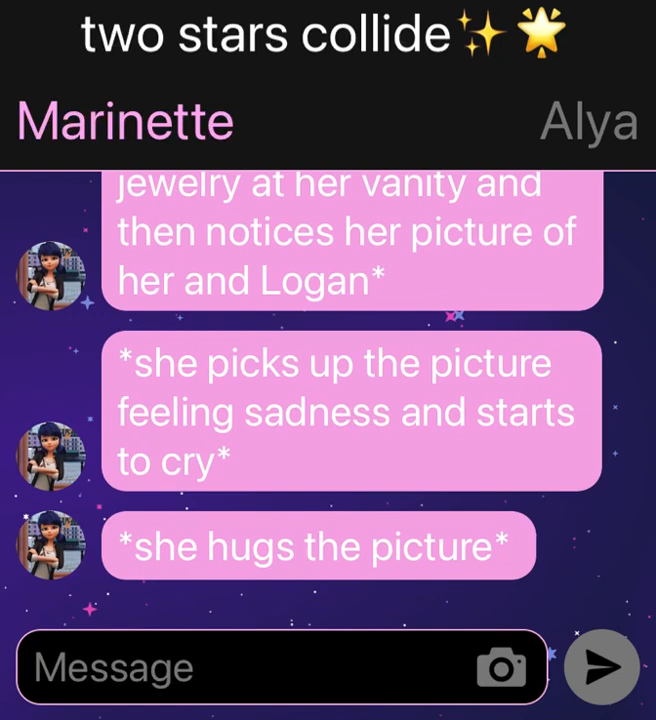 two stars collide✨🌟
Marinette
Alya
jewelry at her vanity and
then notices her picture of
her and Logan*
*she picks up the picture
feeling sadness and starts
to cry*
*she hugs the picture*
Message